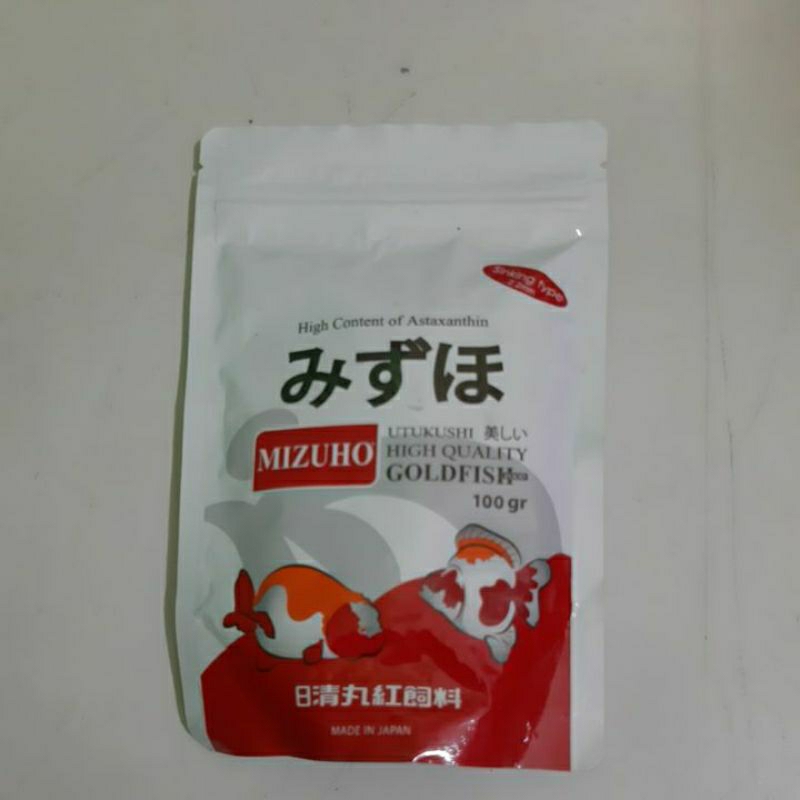 Sinking type
High Content of Astaxanthin
みずほ
MIZUHO
UTUKUSHI 美しい
HIGH QUALITY
GOLDFISH
100 gr
日清丸紅飼料
MADE IN JAPAN